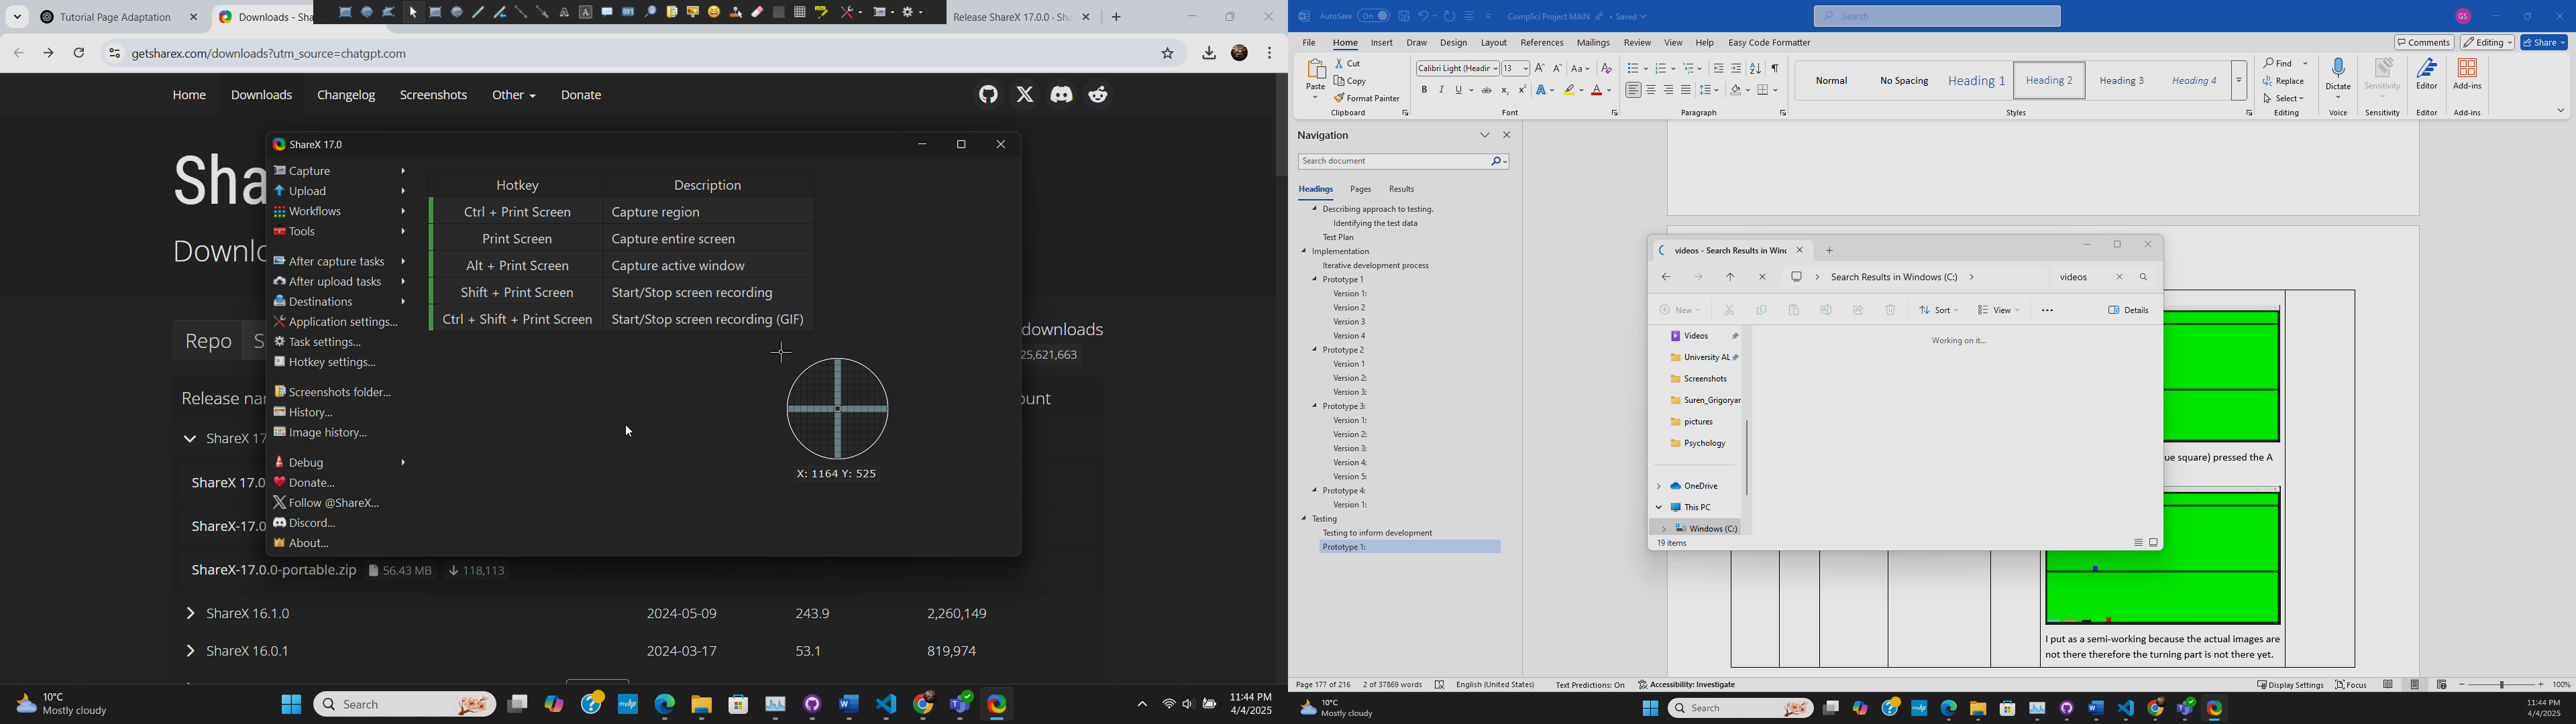 Tutorial Page Adaptation
Downloads - Sha
Release ShareX 17.0.0 · Sh
getsharex.com/downloads?utm_source=chatgpt.com
Home Downloads Changelog Screenshots Other Donate
Sha
Downlo
Repo S
downloads
25,621,663
Release nar
ount
ShareX 17
ShareX 17.0
ShareX-17.0
ShareX-17.0.0-portable.zip 56.43 MB 118,113
ShareX 16.1.0 2024-05-09 243.9 2,260,149
ShareX 16.0.1 2024-03-17 53.1 819,974
ShareX 17.0
Capture
Upload
Workflows
Tools
After capture tasks
After upload tasks
Destinations
Application settings...
Task settings...
Hotkey settings...
Screenshots folder...
History...
Image history...
Debug
Donate...
Follow @ShareX...
Discord...
About...
Hotkey Description
Ctrl + Print Screen Capture region
Print Screen Capture entire screen
Alt + Print Screen Capture active window
Shift + Print Screen Start/Stop screen recording
Ctrl + Shift + Print Screen Start/Stop screen recording (GIF)
X: 1164 Y: 525
10°C
Mostly cloudy
Search
11:44 PM
4/4/2025
AutoSave On
CompSci Project MAIN • Saved
Search
GS
File Home Insert Draw Design Layout References Mailings Review View Help Easy Code Formatter
Comments Editing Share
Paste
Cut
Copy
Format Painter
Clipboard
Calibri Light (Headir 13
Font
Paragraph
Normal No Spacing Heading 1 Heading 2 Heading 3 Heading 4
Styles
Find
Replace
Select
Editing
Dictate
Voice
Sensitivity
Sensitivity
Editor
Editor
Add-ins
Add-ins
Navigation
Search document
Headings Pages Results
Describing approach to testing.
Identifying the test data
Test Plan
Implementation
Iterative development process
Prototype 1
Version 1:
Version 2
Version 3
Version 4
Prototype 2
Version 1
Version 2:
Version 3:
Prototype 3:
Version 1:
Version 2:
Version 3:
Version 4:
Version 5:
Prototype 4:
Version 1:
Testing
Testing to inform development
Prototype 1:
videos - Search Results in Winc
Search Results in Windows (C:)
videos
New
Sort
View
Details
Videos
University AL
Screenshots
Suren_Grigoryar
pictures
Psychology
OneDrive
This PC
Windows (C:)
Working on it...
19 items
ue square) pressed the A
I put as a semi-working because the actual images are
not there therefore the turning part is not there yet.
Page 177 of 216 2 of 37869 words English (United States) Text Predictions: On Accessibility: Investigate
Display Settings Focus 100%
10°C
Mostly cloudy
Search
11:44 PM
4/4/2025